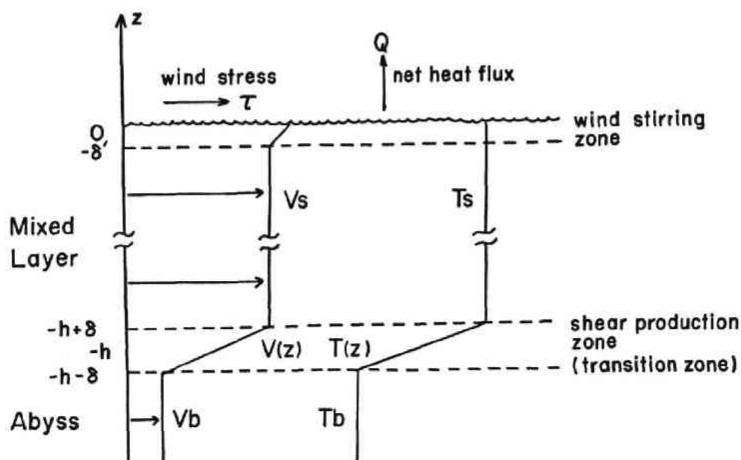 z
Q
net heat flux
wind stress
τ
O
-δ'
wind stirring
zone
Vs
Ts
Mixed
Layer
-h+δ
-h
-h-δ
V(z)
T(z)
shear production
zone
(transition zone)
Abyss
Vb
Tb